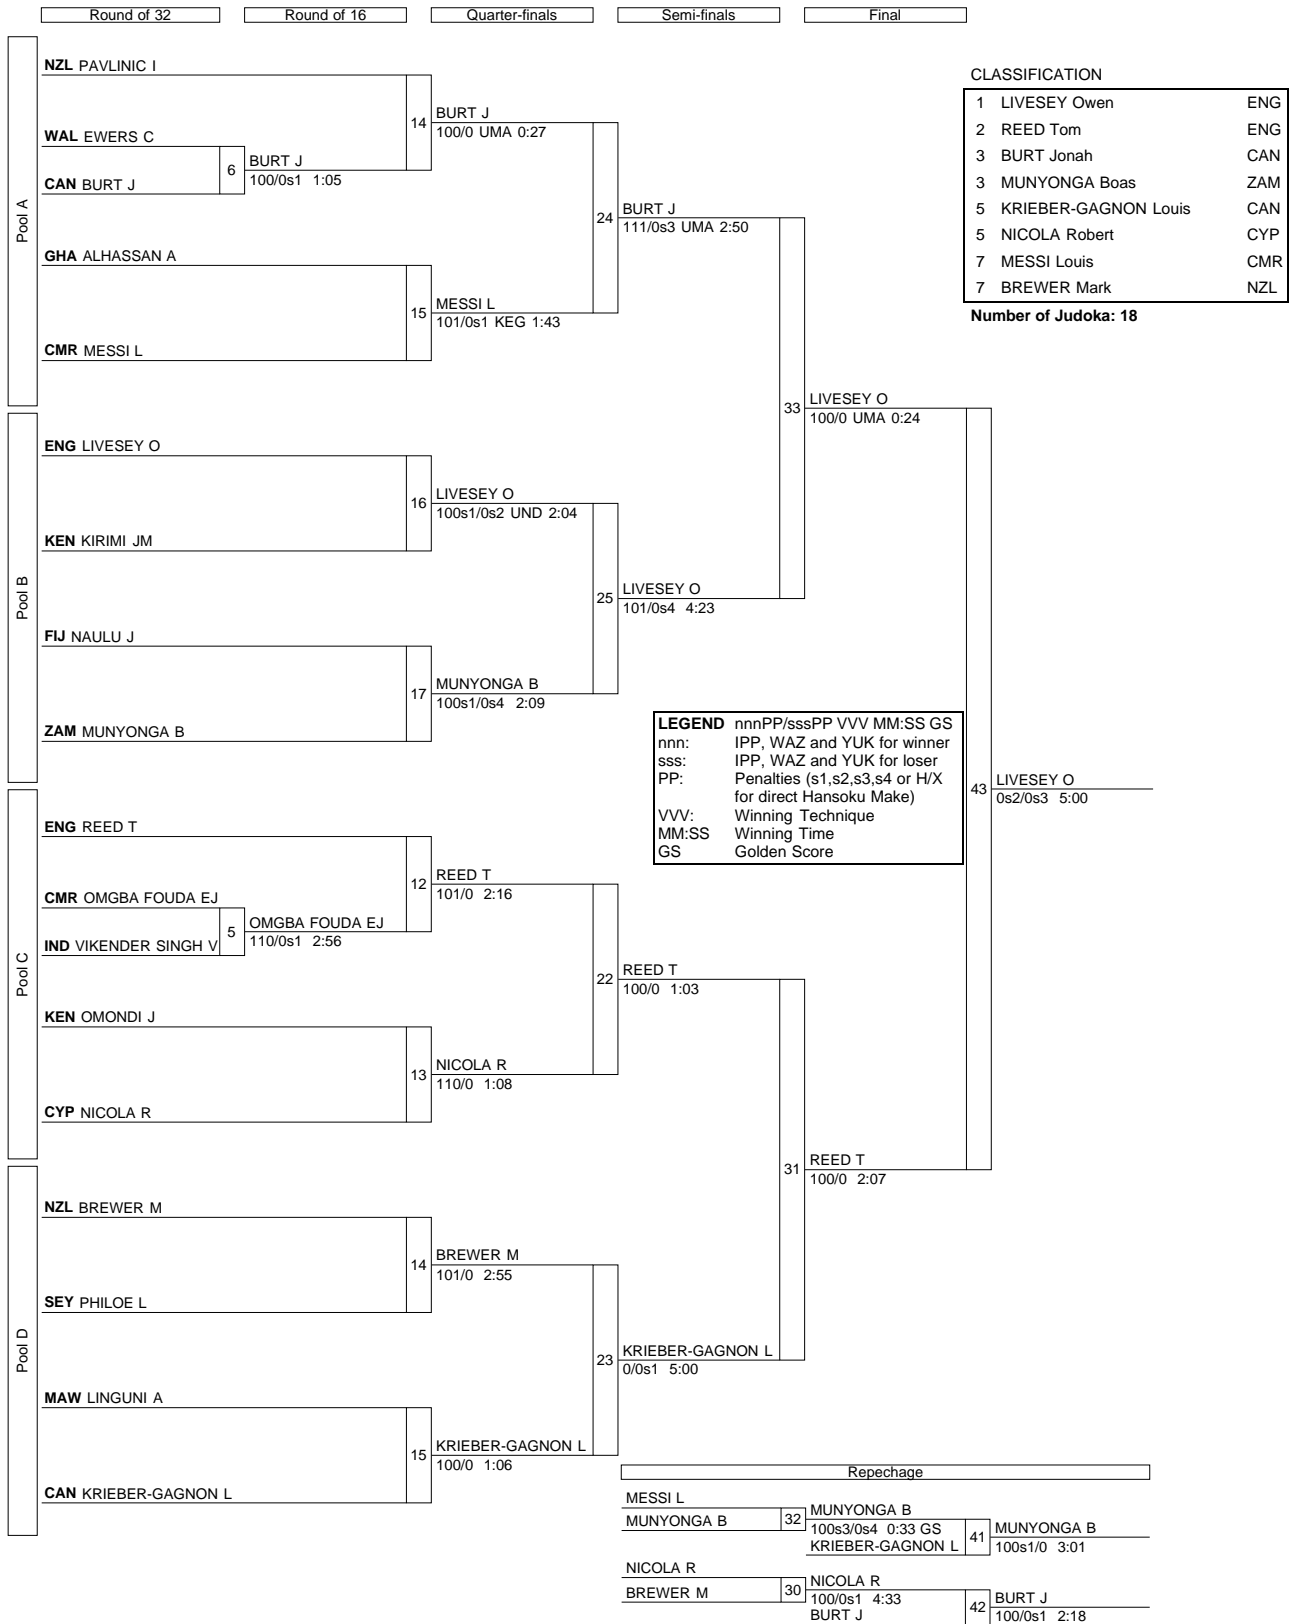 Round of 32
Round of 16
Quarter-finals
Semi-finals
Final
CLASSIFICATION
1 LIVESEY Owen ENG
2 REED Tom ENG
3 BURT Jonah CAN
3 MUNYONGA Boas ZAM
5 KRIEBER-GAGNON Louis CAN
5 NICOLA Robert CYP
7 MESSI Louis CMR
7 BREWER Mark NZL
Number of Judoka: 18
Pool A
NZL PAVLINIC I
WAL EWERS C
CAN BURT J
GHA ALHASSAN A
CMR MESSI L
6
BURT J
100/0s1 1:05
14
BURT J
100/0 UMA 0:27
15
MESSI L
101/0s1 KEG 1:43
24
BURT J
111/0s3 UMA 2:50
Pool B
ENG LIVESEY O
KEN KIRIMI JM
FIJ NAULU J
ZAM MUNYONGA B
16
LIVESEY O
100s1/0s2 UND 2:04
17
MUNYONGA B
100s1/0s4 2:09
25
LIVESEY O
101/0s4 4:23
33
LIVESEY O
100/0 UMA 0:24
LEGEND nnnPP/sssPP VVV MM:SS GS
nnn: IPP, WAZ and YUK for winner
sss: IPP, WAZ and YUK for loser
PP: Penalties (s1,s2,s3,s4 or H/X
for direct Hansoku Make)
VVV: Winning Technique
MM:SS Winning Time
GS Golden Score
43
LIVESEY O
0s2/0s3 5:00
Pool C
ENG REED T
CMR OMGBA FOUDA EJ
IND VIKENDER SINGH V
KEN OMONDI J
CYP NICOLA R
5
OMGBA FOUDA EJ
110/0s1 2:56
12
REED T
101/0 2:16
13
NICOLA R
110/0 1:08
22
REED T
100/0 1:03
Pool D
NZL BREWER M
SEY PHILOE L
MAW LINGUNI A
CAN KRIEBER-GAGNON L
14
BREWER M
101/0 2:55
15
KRIEBER-GAGNON L
100/0 1:06
23
KRIEBER-GAGNON L
0/0s1 5:00
31
REED T
100/0 2:07
Repechage
MESSI L
MUNYONGA B
32
MUNYONGA B
100s3/0s4 0:33 GS
KRIEBER-GAGNON L
41
MUNYONGA B
100s1/0 3:01
NICOLA R
BREWER M
30
NICOLA R
100/0s1 4:33
BURT J
42
BURT J
100/0s1 2:18